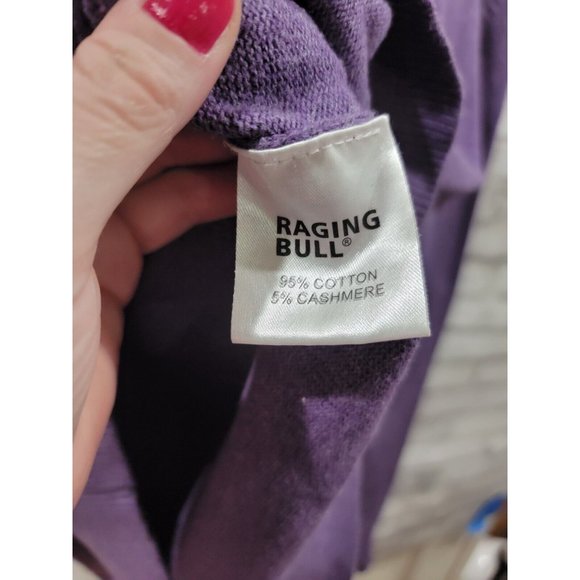 RAGING
BULL®
95% COTTON
5% CASHMERE